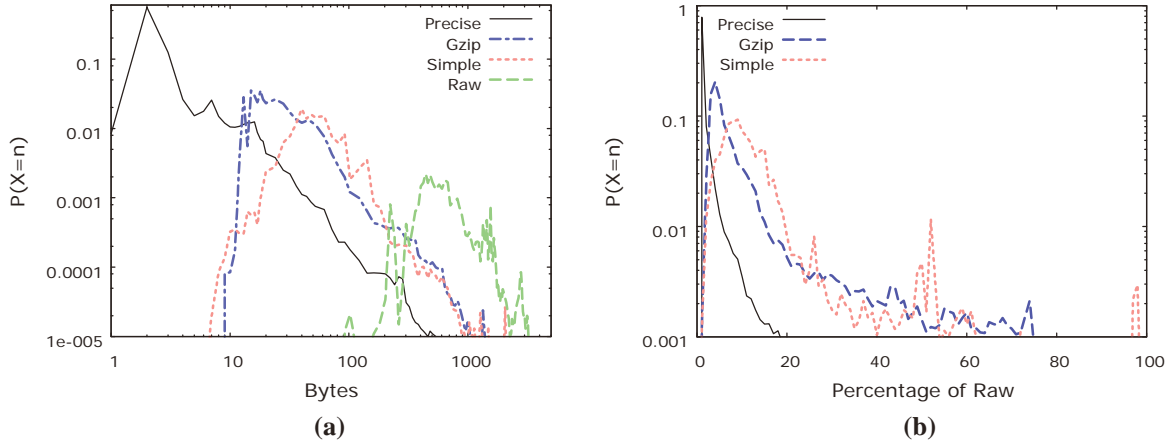 Precise
Gzip
Simple
Raw
0.1
0.01
0.001
0.0001
1e-005
P(X=n)
1 10 100 1000
Bytes
(a)
Precise
Gzip
Simple
1
0.1
0.01
0.001
P(X=n)
0 20 40 60 80 100
Percentage of Raw
(b)